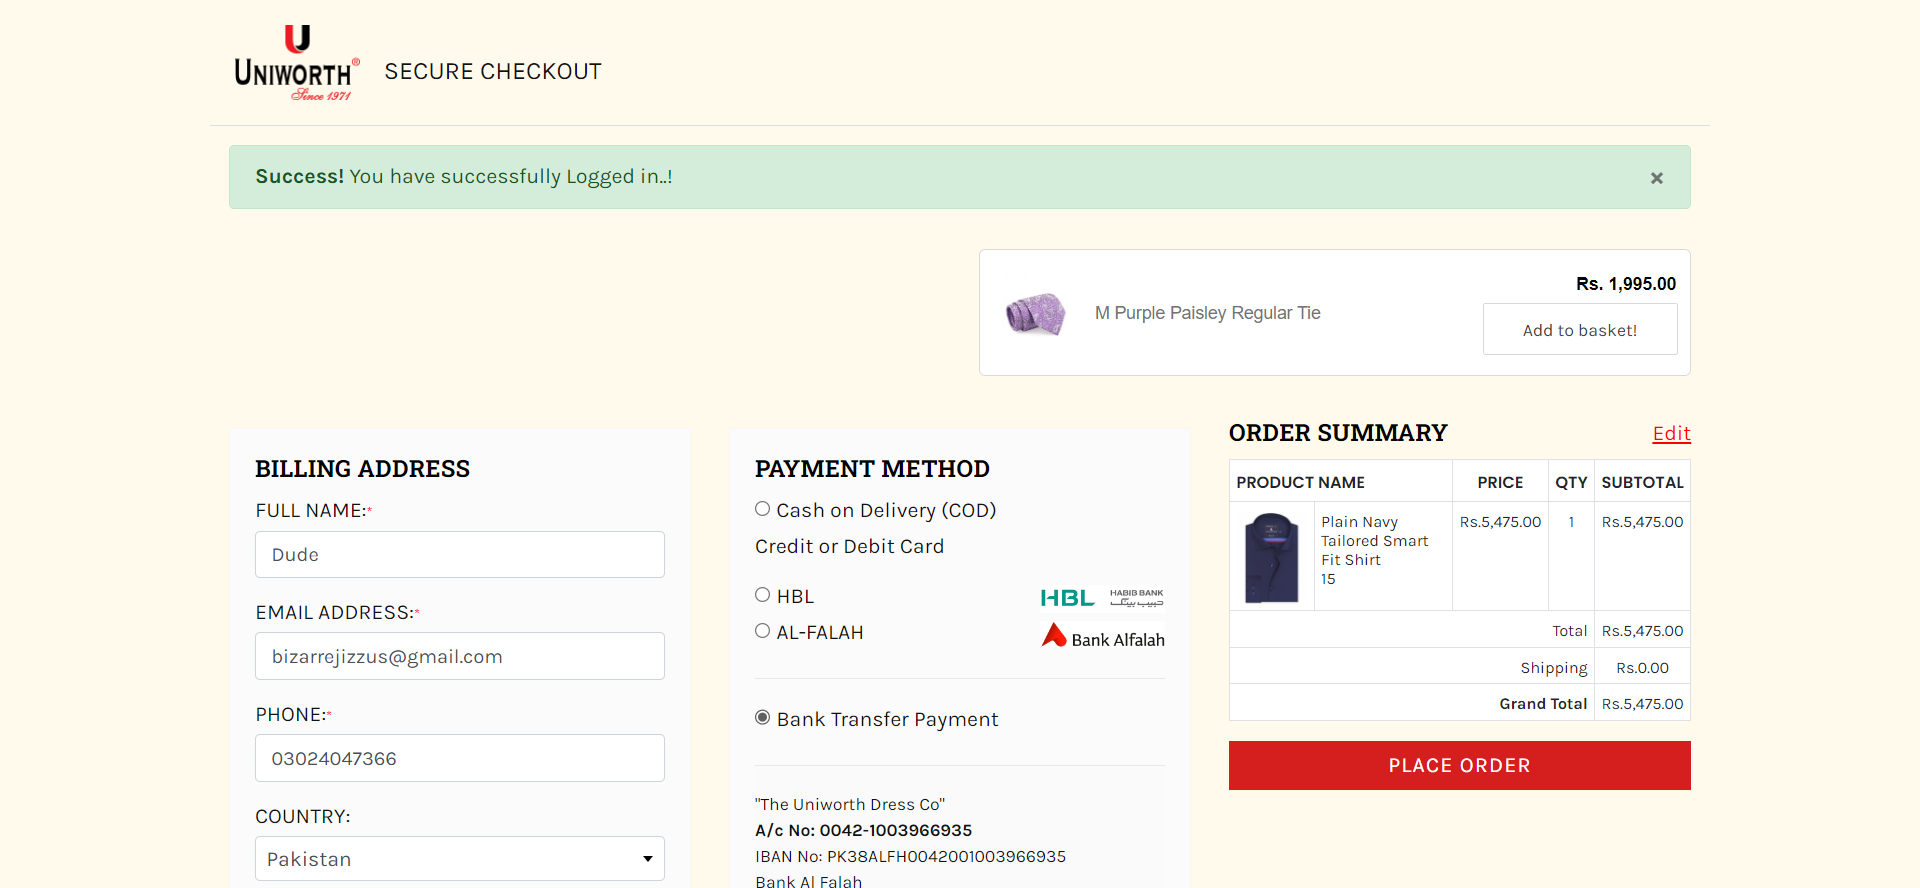 UNIWORTH®
Since 1971
SECURE CHECKOUT
Success! You have successfully Logged in..!
×
Rs. 1,995.00
M Purple Paisley Regular Tie
Add to basket!
BILLING ADDRESS
FULL NAME:*
Dude
EMAIL ADDRESS:*
bizarrejizzus@gmail.com
PHONE:*
03024047366
COUNTRY:
Pakistan
PAYMENT METHOD
Cash on Delivery (COD)
Credit or Debit Card
HBL
HBL HABIB BANK
حبیب بینک
AL-FALAH
Bank Alfalah
Bank Transfer Payment
"The Uniworth Dress Co"
A/c No: 0042-1003966935
IBAN No: PK38ALFH0042001003966935
Bank Al Falah
ORDER SUMMARY
Edit
PRODUCT NAME PRICE QTY SUBTOTAL
Plain Navy Rs.5,475.00 1 Rs.5,475.00
Tailored Smart
Fit Shirt
15
Total Rs.5,475.00
Shipping Rs.0.00
Grand Total Rs.5,475.00
PLACE ORDER